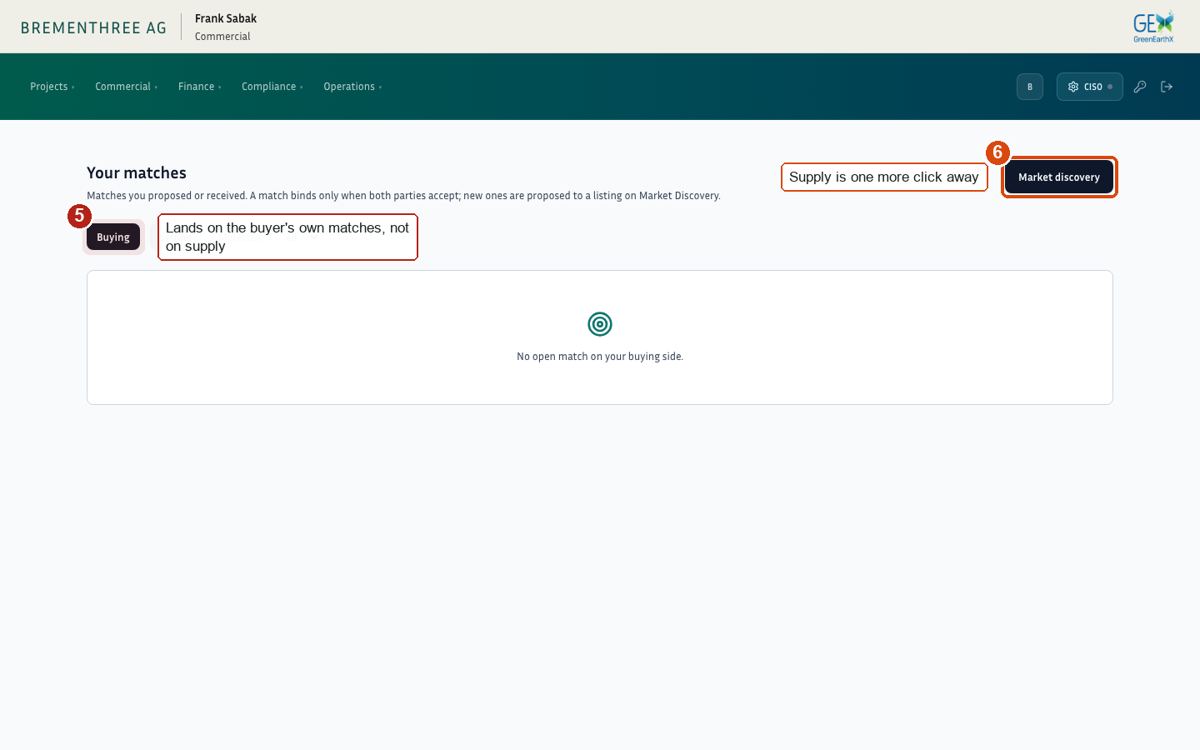 BREMENTHREE AG
Frank Sabak
Commercial
GEX
GreenEarthX
Projects
Commercial
Finance
Compliance
Operations
B
CISO
Your matches
Matches you proposed or received. A match binds only when both parties accept; new ones are proposed to a listing on Market Discovery.
Supply is one more click away
6
Market discovery
5
Buying
Lands on the buyer's own matches, not
on supply
No open match on your buying side.